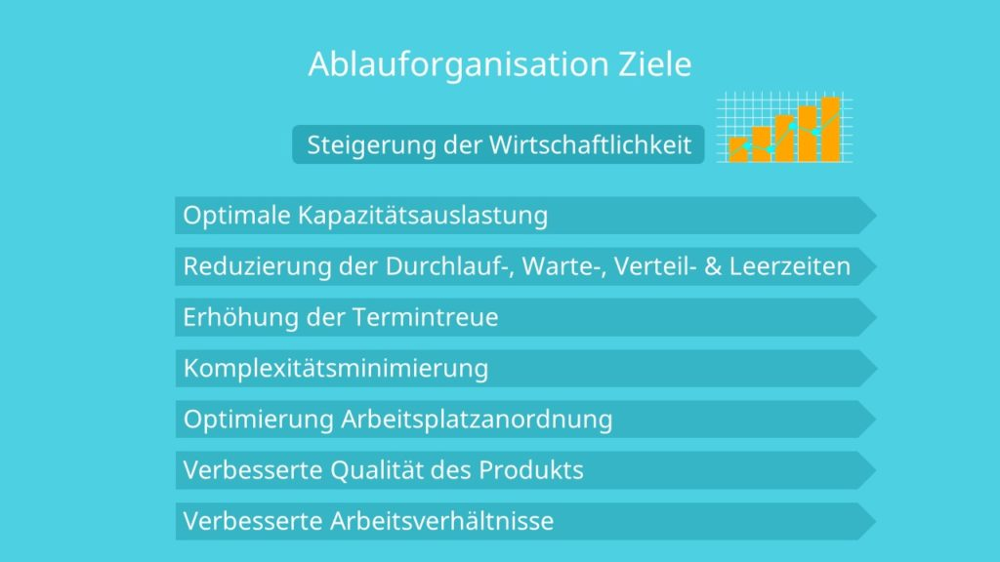 Ablauforganisation Ziele
Steigerung der Wirtschaftlichkeit
Optimale Kapazitätsauslastung
Reduzierung der Durchlauf-, Warte-, Verteil- & Leerzeiten
Erhöhung der Termintreue
Komplexitätsminimierung
Optimierung Arbeitsplatzanordnung
Verbesserte Qualität des Produkts
Verbesserte Arbeitsverhältnisse